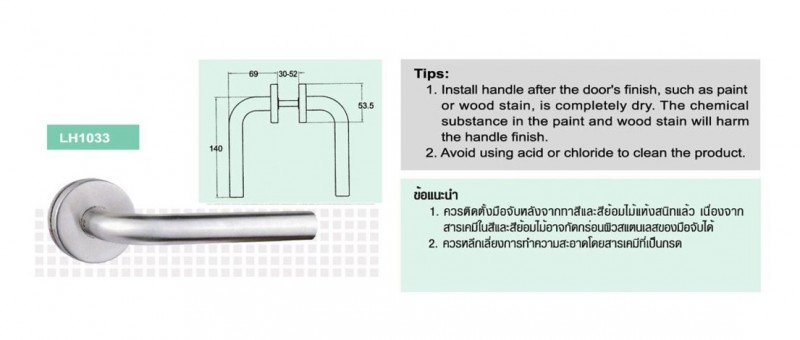 69 30-52
53.5
140
LH1033
Tips:
1. Install handle after the door's finish, such as paint
or wood stain, is completely dry. The chemical
substance in the paint and wood stain will harm
the handle finish.
2. Avoid using acid or chloride to clean the product.
ข้อแนะนำ
1. ควรติดตั้งมือจับหลังจากทาสีและสีย้อมไม้แห้งสนิทแล้ว เนื่องจาก
สารเคมีในสีและสีย้อมไม้อาจกัดกร่อนผิวสแตนเลสของมือจับได้
2. ควรหลีกเลี่ยงการทำความสะอาดโดยสารเคมีที่เป็นกรด